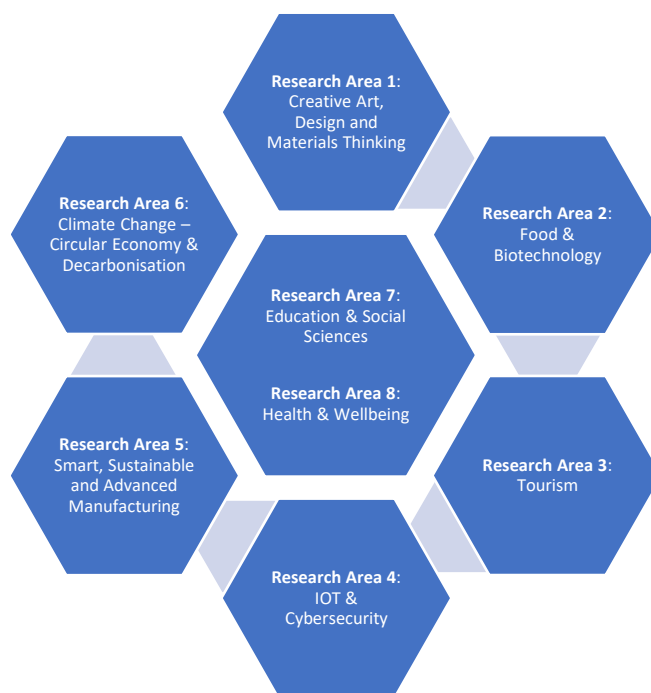 Research Area 1:
Creative Art,
Design and
Materials Thinking
Research Area 2:
Food &
Biotechnology
Research Area 3:
Tourism
Research Area 4:
IOT &
Cybersecurity
Research Area 5:
Smart, Sustainable
and Advanced
Manufacturing
Research Area 6:
Climate Change –
Circular Economy &
Decarbonisation
Research Area 7:
Education & Social
Sciences
Research Area 8:
Health & Wellbeing